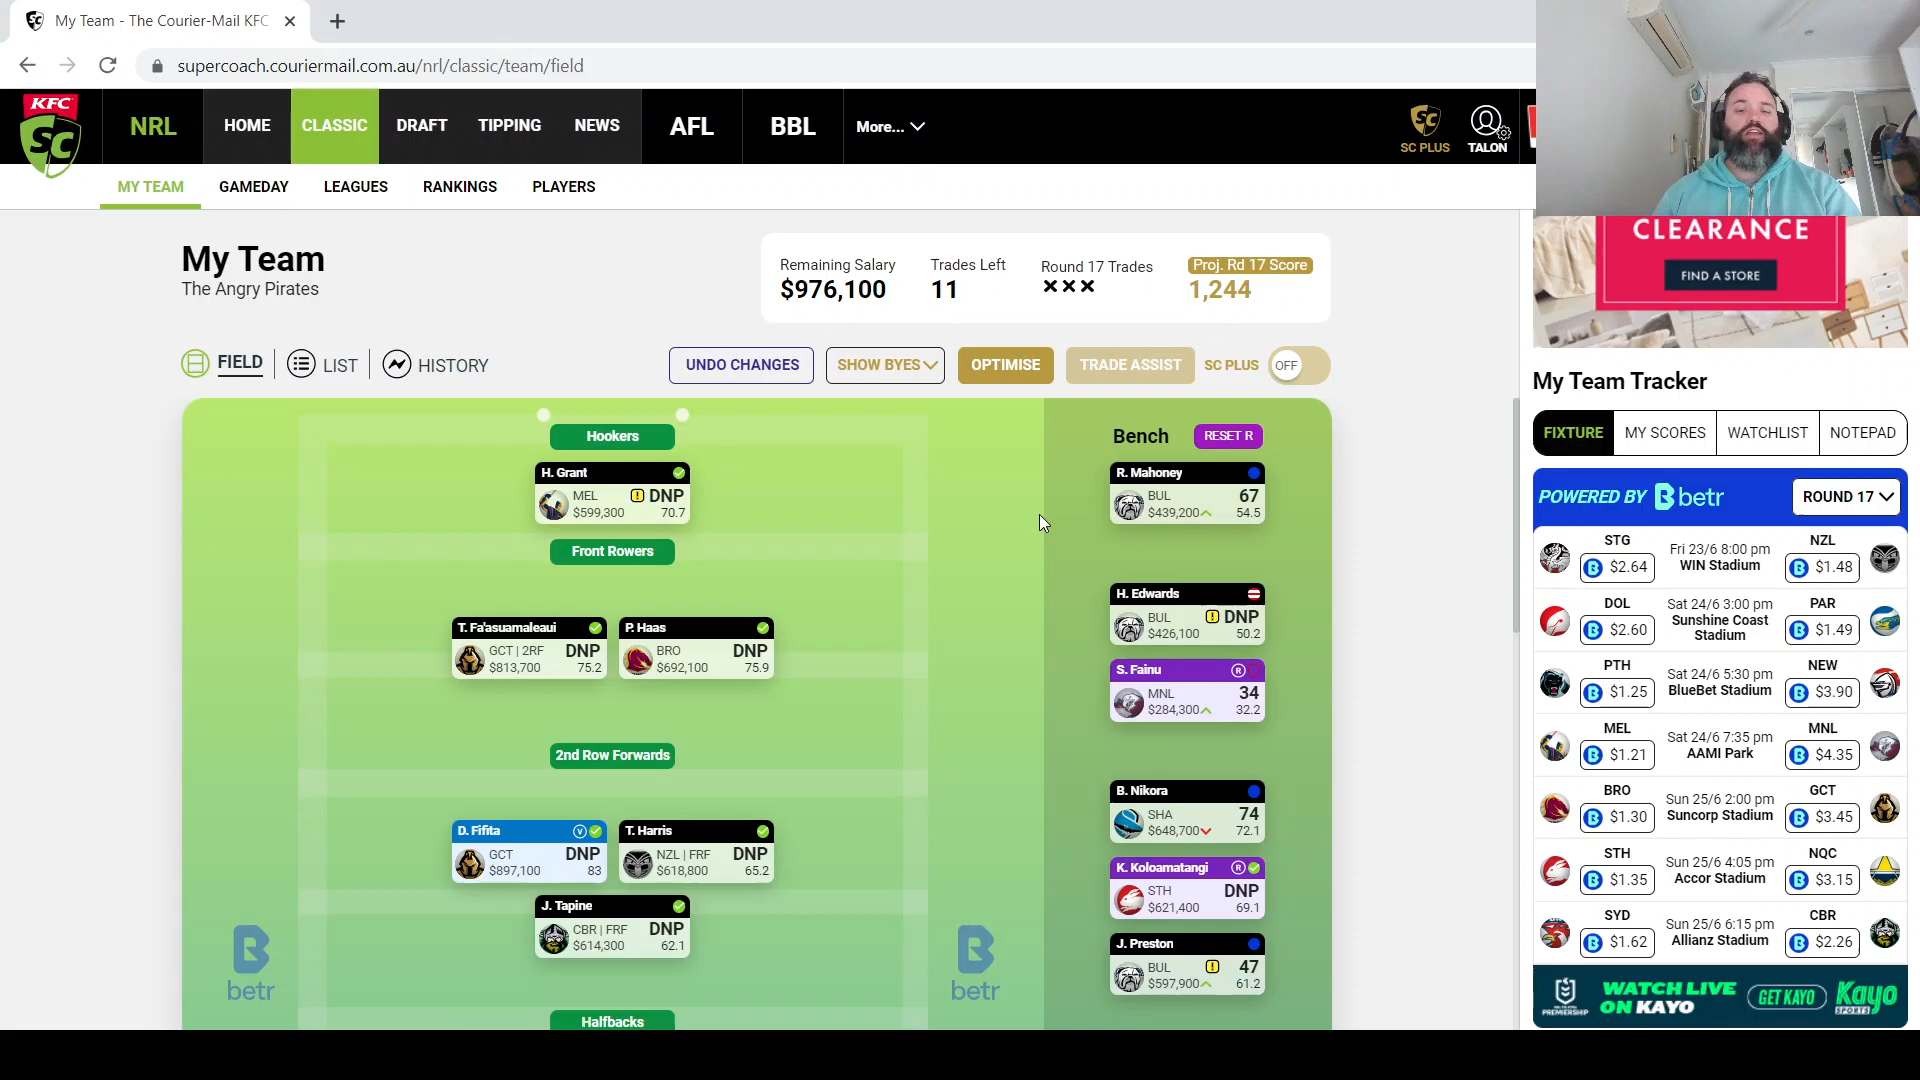 My Team - The Courier-Mail KFC
supercoach.couriermail.com.au/nrl/classic/team/field
KFC
SC
NRL
HOME
CLASSIC
DRAFT
TIPPING
NEWS
AFL
BBL
More...
SC
SC PLUS
TALON
MY TEAM
GAMEDAY
LEAGUES
RANKINGS
PLAYERS
My Team
The Angry Pirates
Remaining Salary
$976,100
Trades Left
11
Round 17 Trades
Proj. Rd 17 Score
1,244
FIELD
LIST
HISTORY
UNDO CHANGES
SHOW BYES
OPTIMISE
TRADE ASSIST
SC PLUS
OFF
Hookers
H. Grant
MEL ! DNP
$599,300 70.7
Front Rowers
T. Fa'asuamaleaui
GCT | 2RF DNP
$813,700 75.2
P. Haas
BRO DNP
$692,100 75.9
2nd Row Forwards
D. Fifita V
GCT DNP
$897,100 83
T. Harris
NZL | FRF DNP
$618,800 65.2
J. Tapine
CBR | FRF DNP
$614,300 62.1
B
betr
B
betr
Halfbacks
Bench
RESET R
R. Mahoney
BUL 67
$439,200 54.5
H. Edwards
BUL ! DNP
$426,100 50.2
S. Fainu R
MNL 34
$284,300 32.2
B. Nikora
SHA 74
$648,700 72.1
K. Koloamatangi R
STH DNP
$621,400 69.1
J. Preston
BUL ! 47
$597,900 61.2
CLEARANCE
FIND A STORE
My Team Tracker
FIXTURE
MY SCORES
WATCHLIST
NOTEPAD
POWERED BY B betr
ROUND 17
STG Fri 23/6 8:00 pm NZL
B $2.64 WIN Stadium B $1.48
DOL Sat 24/6 3:00 pm PAR
B $2.60 Sunshine Coast Stadium B $1.49
PTH Sat 24/6 5:30 pm NEW
B $1.25 BlueBet Stadium B $3.90
MEL Sat 24/6 7:35 pm MNL
B $1.21 AAMI Park B $4.35
BRO Sun 25/6 2:00 pm GCT
B $1.30 Suncorp Stadium B $3.45
STH Sun 25/6 4:05 pm NQC
B $1.35 Accor Stadium B $3.15
SYD Sun 25/6 6:15 pm CBR
B $1.62 Allianz Stadium B $2.26
NRL
PREMIERSHIP
WATCH LIVE
ON KAYO
GET KAYO
Kayo
SPORTS